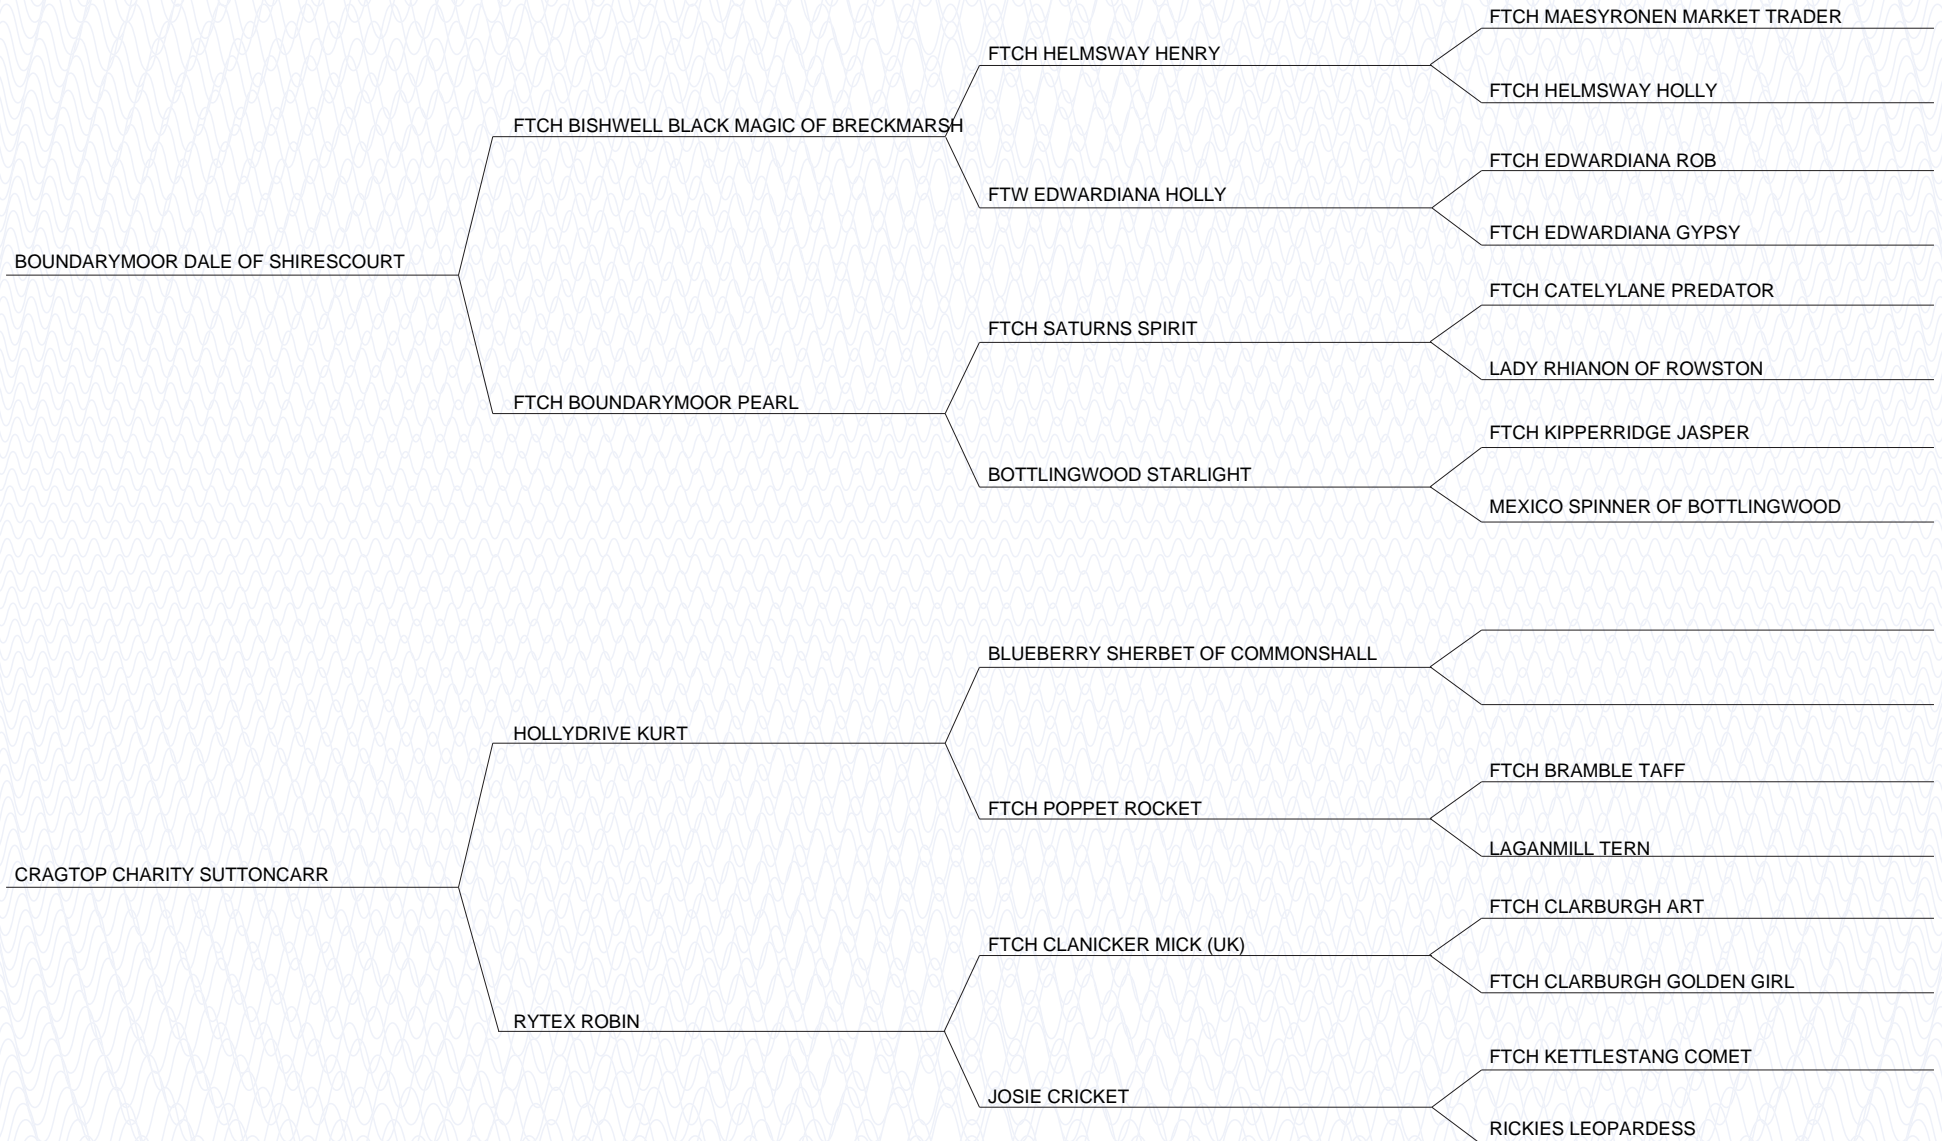 FTCH MAESYRONEN MARKET TRADER
FTCH HELMSWAY HENRY
FTCH HELMSWAY HOLLY
FTCH BISHWELL BLACK MAGIC OF BRECKMARSH
FTCH EDWARDIANA ROB
FTW EDWARDIANA HOLLY
FTCH EDWARDIANA GYPSY
BOUNDARYMOOR DALE OF SHIRESCOURT
FTCH CATELYLANE PREDATOR
FTCH SATURNS SPIRIT
LADY RHIANON OF ROWSTON
FTCH BOUNDARYMOOR PEARL
FTCH KIPPERRIDGE JASPER
BOTTLINGWOOD STARLIGHT
MEXICO SPINNER OF BOTTLINGWOOD
BLUEBERRY SHERBET OF COMMONSHALL
HOLLYDRIVE KURT
FTCH BRAMBLE TAFF
FTCH POPPET ROCKET
LAGANMILL TERN
CRAGTOP CHARITY SUTTONCARR
FTCH CLARBURGH ART
FTCH CLANICKER MICK (UK)
FTCH CLARBURGH GOLDEN GIRL
RYTEX ROBIN
FTCH KETTLESTANG COMET
JOSIE CRICKET
RICKIES LEOPARDESS